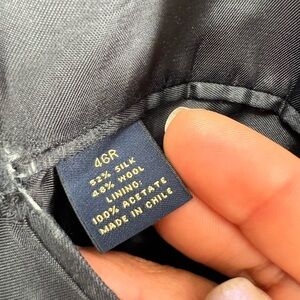 46R
52% SILK
48% WOOL
LINING:
100% ACETATE
MADE IN CHILE